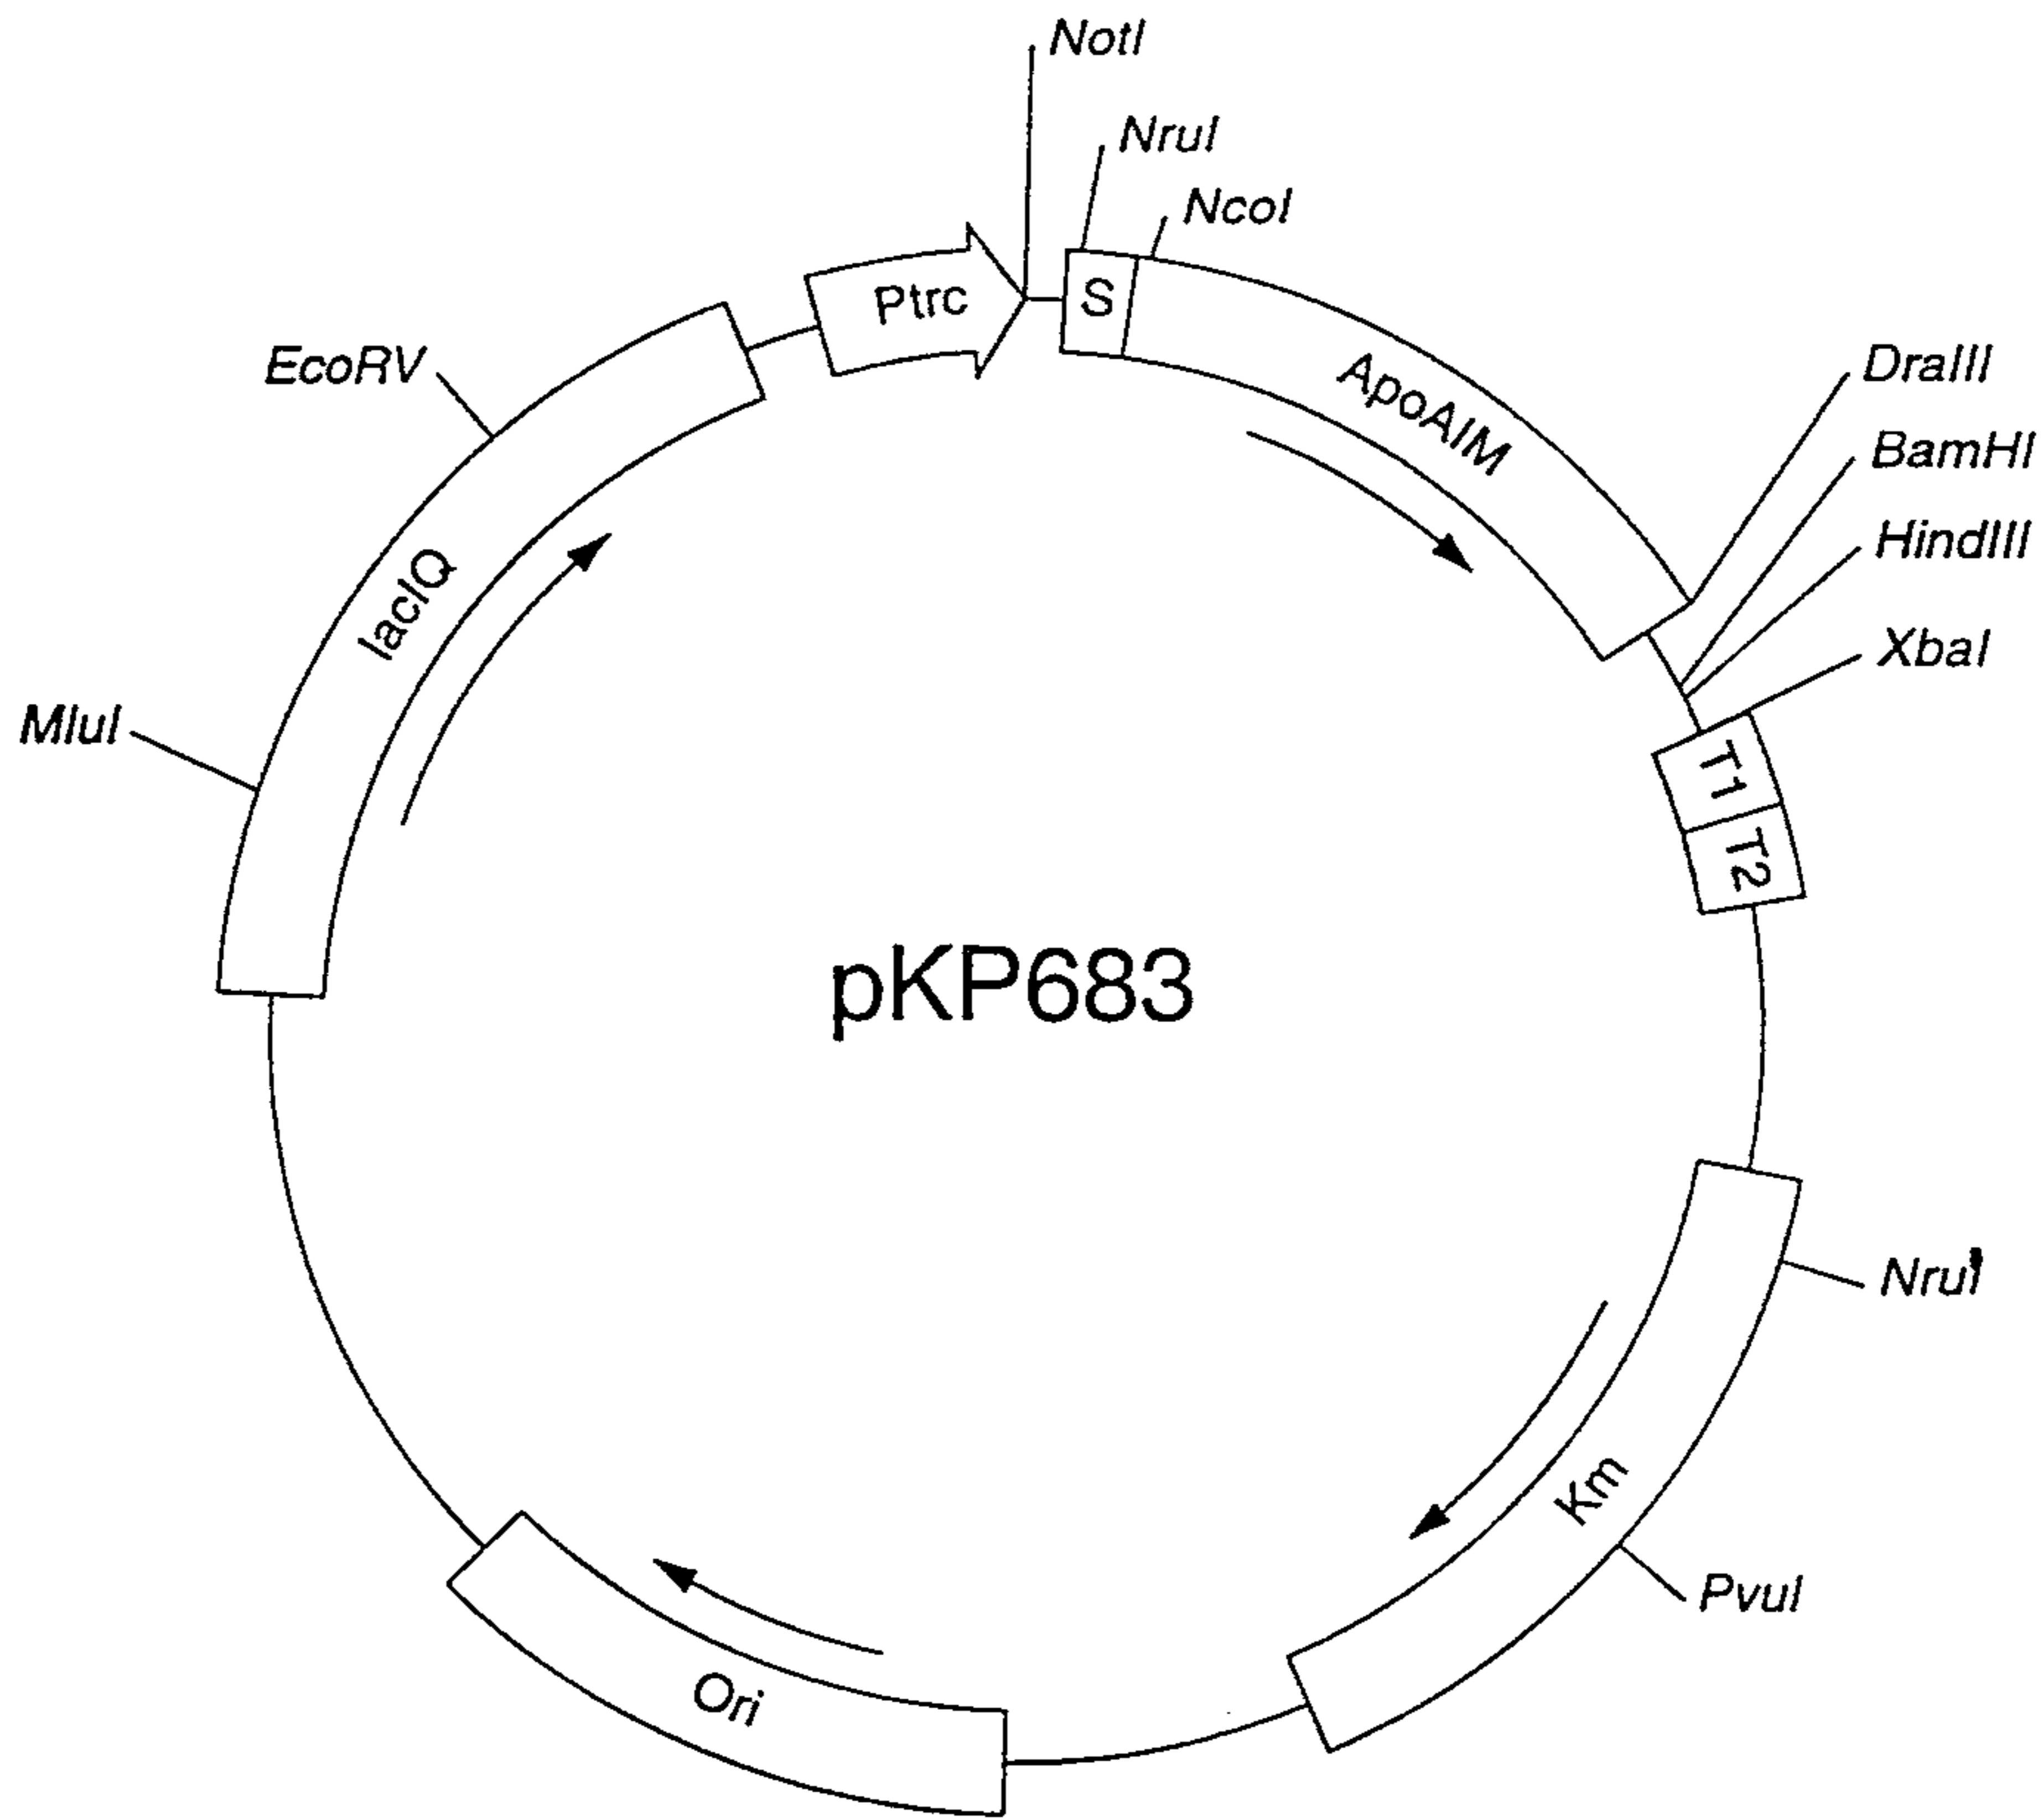 NotI
NruI
NcoI
Ptrc
S
EcoRV
ApoAIM
DraIII
BamHI
HindIII
XbaI
lacIQ
MluI
T1
T2
pKP683
NruI
Km
PvuI
Ori